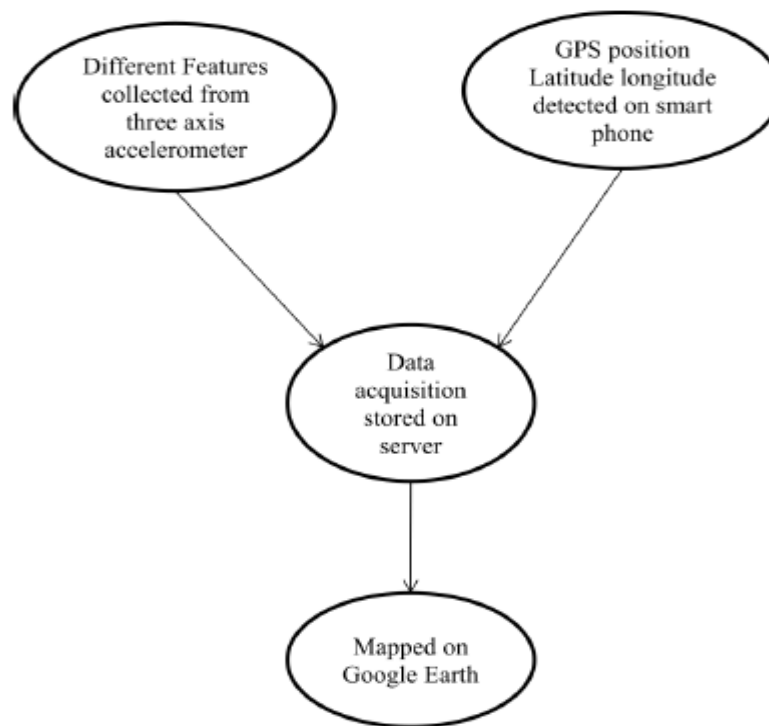 Different Features
collected from
three axis
accelerometer
GPS position
Latitude longitude
detected on smart
phone
Data
acquisition
stored on
server
Mapped on
Google Earth